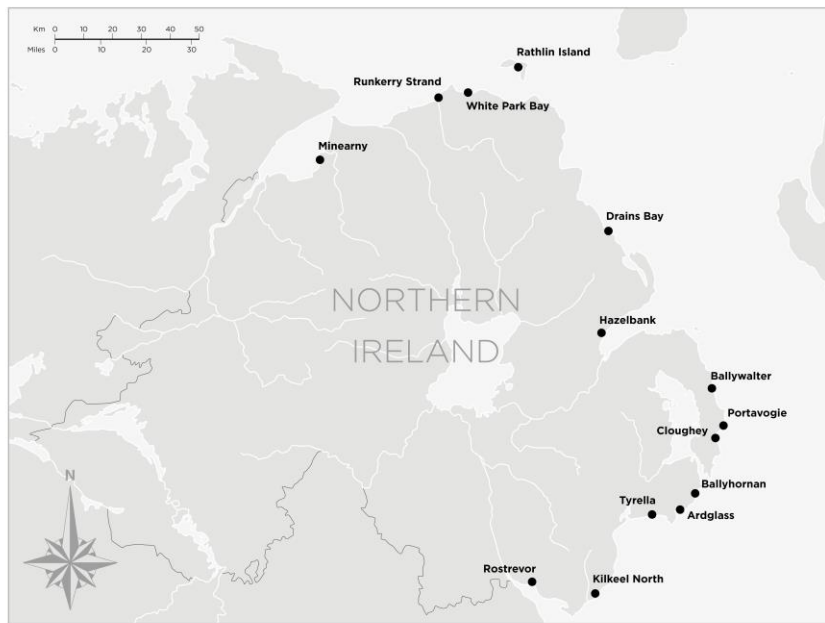 Km 0 10 20 30 40 50
Miles 0 10 20 30
Rathlin Island
Runkerry Strand
White Park Bay
Minearny
Drains Bay
NORTHERN
IRELAND
Hazelbank
Ballywalter
Portavogie
Cloughey
N
Ballyhornan
Tyrella
Ardglass
Rostrevor
Kilkeel North